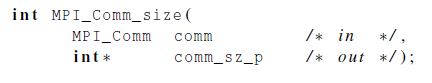 int MPI_Comm_size(
MPI_Comm comm /* in */,
int* comm_sz_p /* out */);